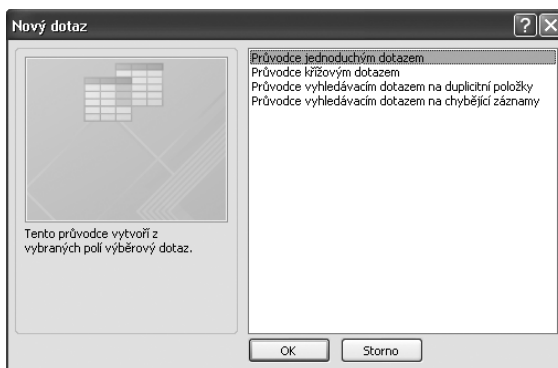 Nový dotaz
Průvodce jednoduchým dotazem
Průvodce křížovým dotazem
Průvodce vyhledávacím dotazem na duplicitní položky
Průvodce vyhledávacím dotazem na chybějící záznamy
Tento průvodce vytvoří z
vybraných polí výběrový dotaz.
OK
Storno